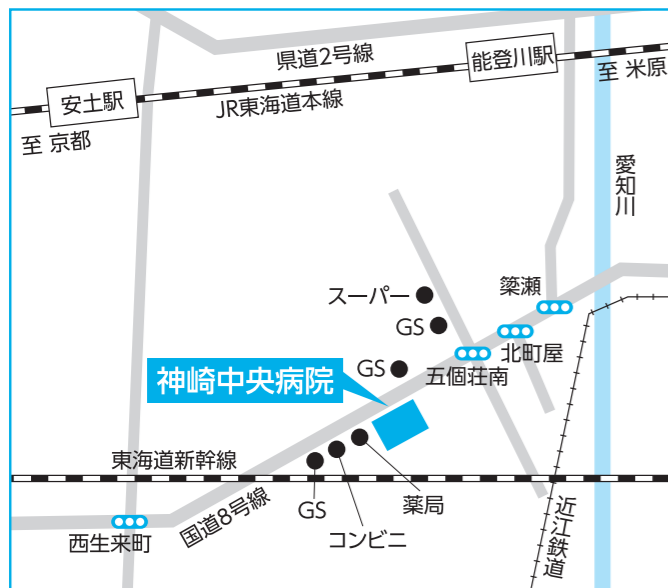 県道2号線
能登川駅
至 米原
安土駅
JR東海道本線
至 京都
愛知川
スーパー
簗瀬
GS
北町屋
GS
五個荘南
神崎中央病院
東海道新幹線
薬局
GS
国道8号線
コンビニ
西生来町
近江鉄道